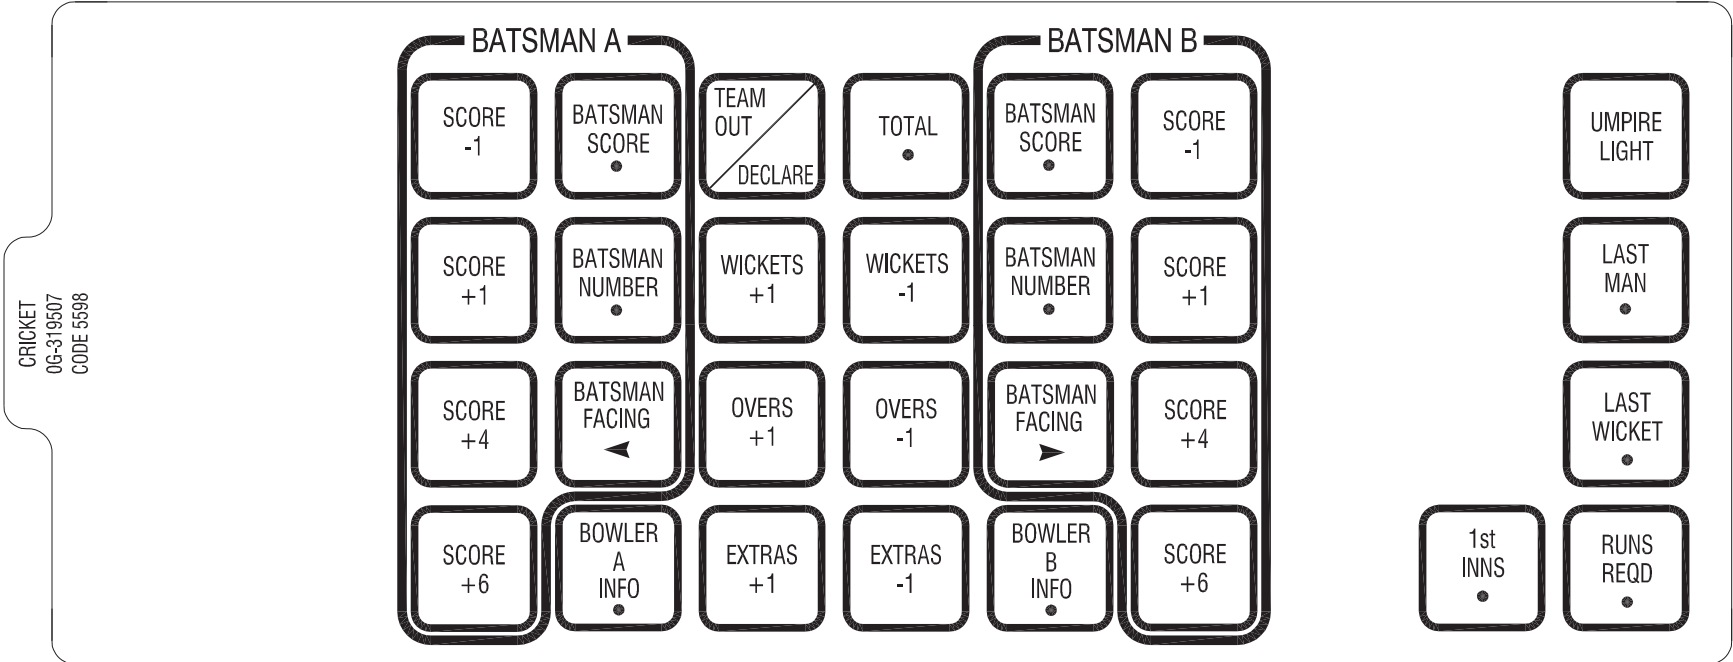 BATSMAN A
BATSMAN B
SCORE
-1
BATSMAN
SCORE
TEAM
OUT
DECLARE
TOTAL
BATSMAN
SCORE
SCORE
-1
UMPIRE
LIGHT
SCORE
+1
BATSMAN
NUMBER
WICKETS
+1
WICKETS
-1
BATSMAN
NUMBER
SCORE
+1
LAST
MAN
CRICKET
0G-319507
CODE 5598
SCORE
+4
BATSMAN
FACING
OVERS
+1
OVERS
-1
BATSMAN
FACING
SCORE
+4
LAST
WICKET
SCORE
+6
BOWLER
A
INFO
EXTRAS
+1
EXTRAS
-1
BOWLER
B
INFO
SCORE
+6
1st
INNS
RUNS
REQD